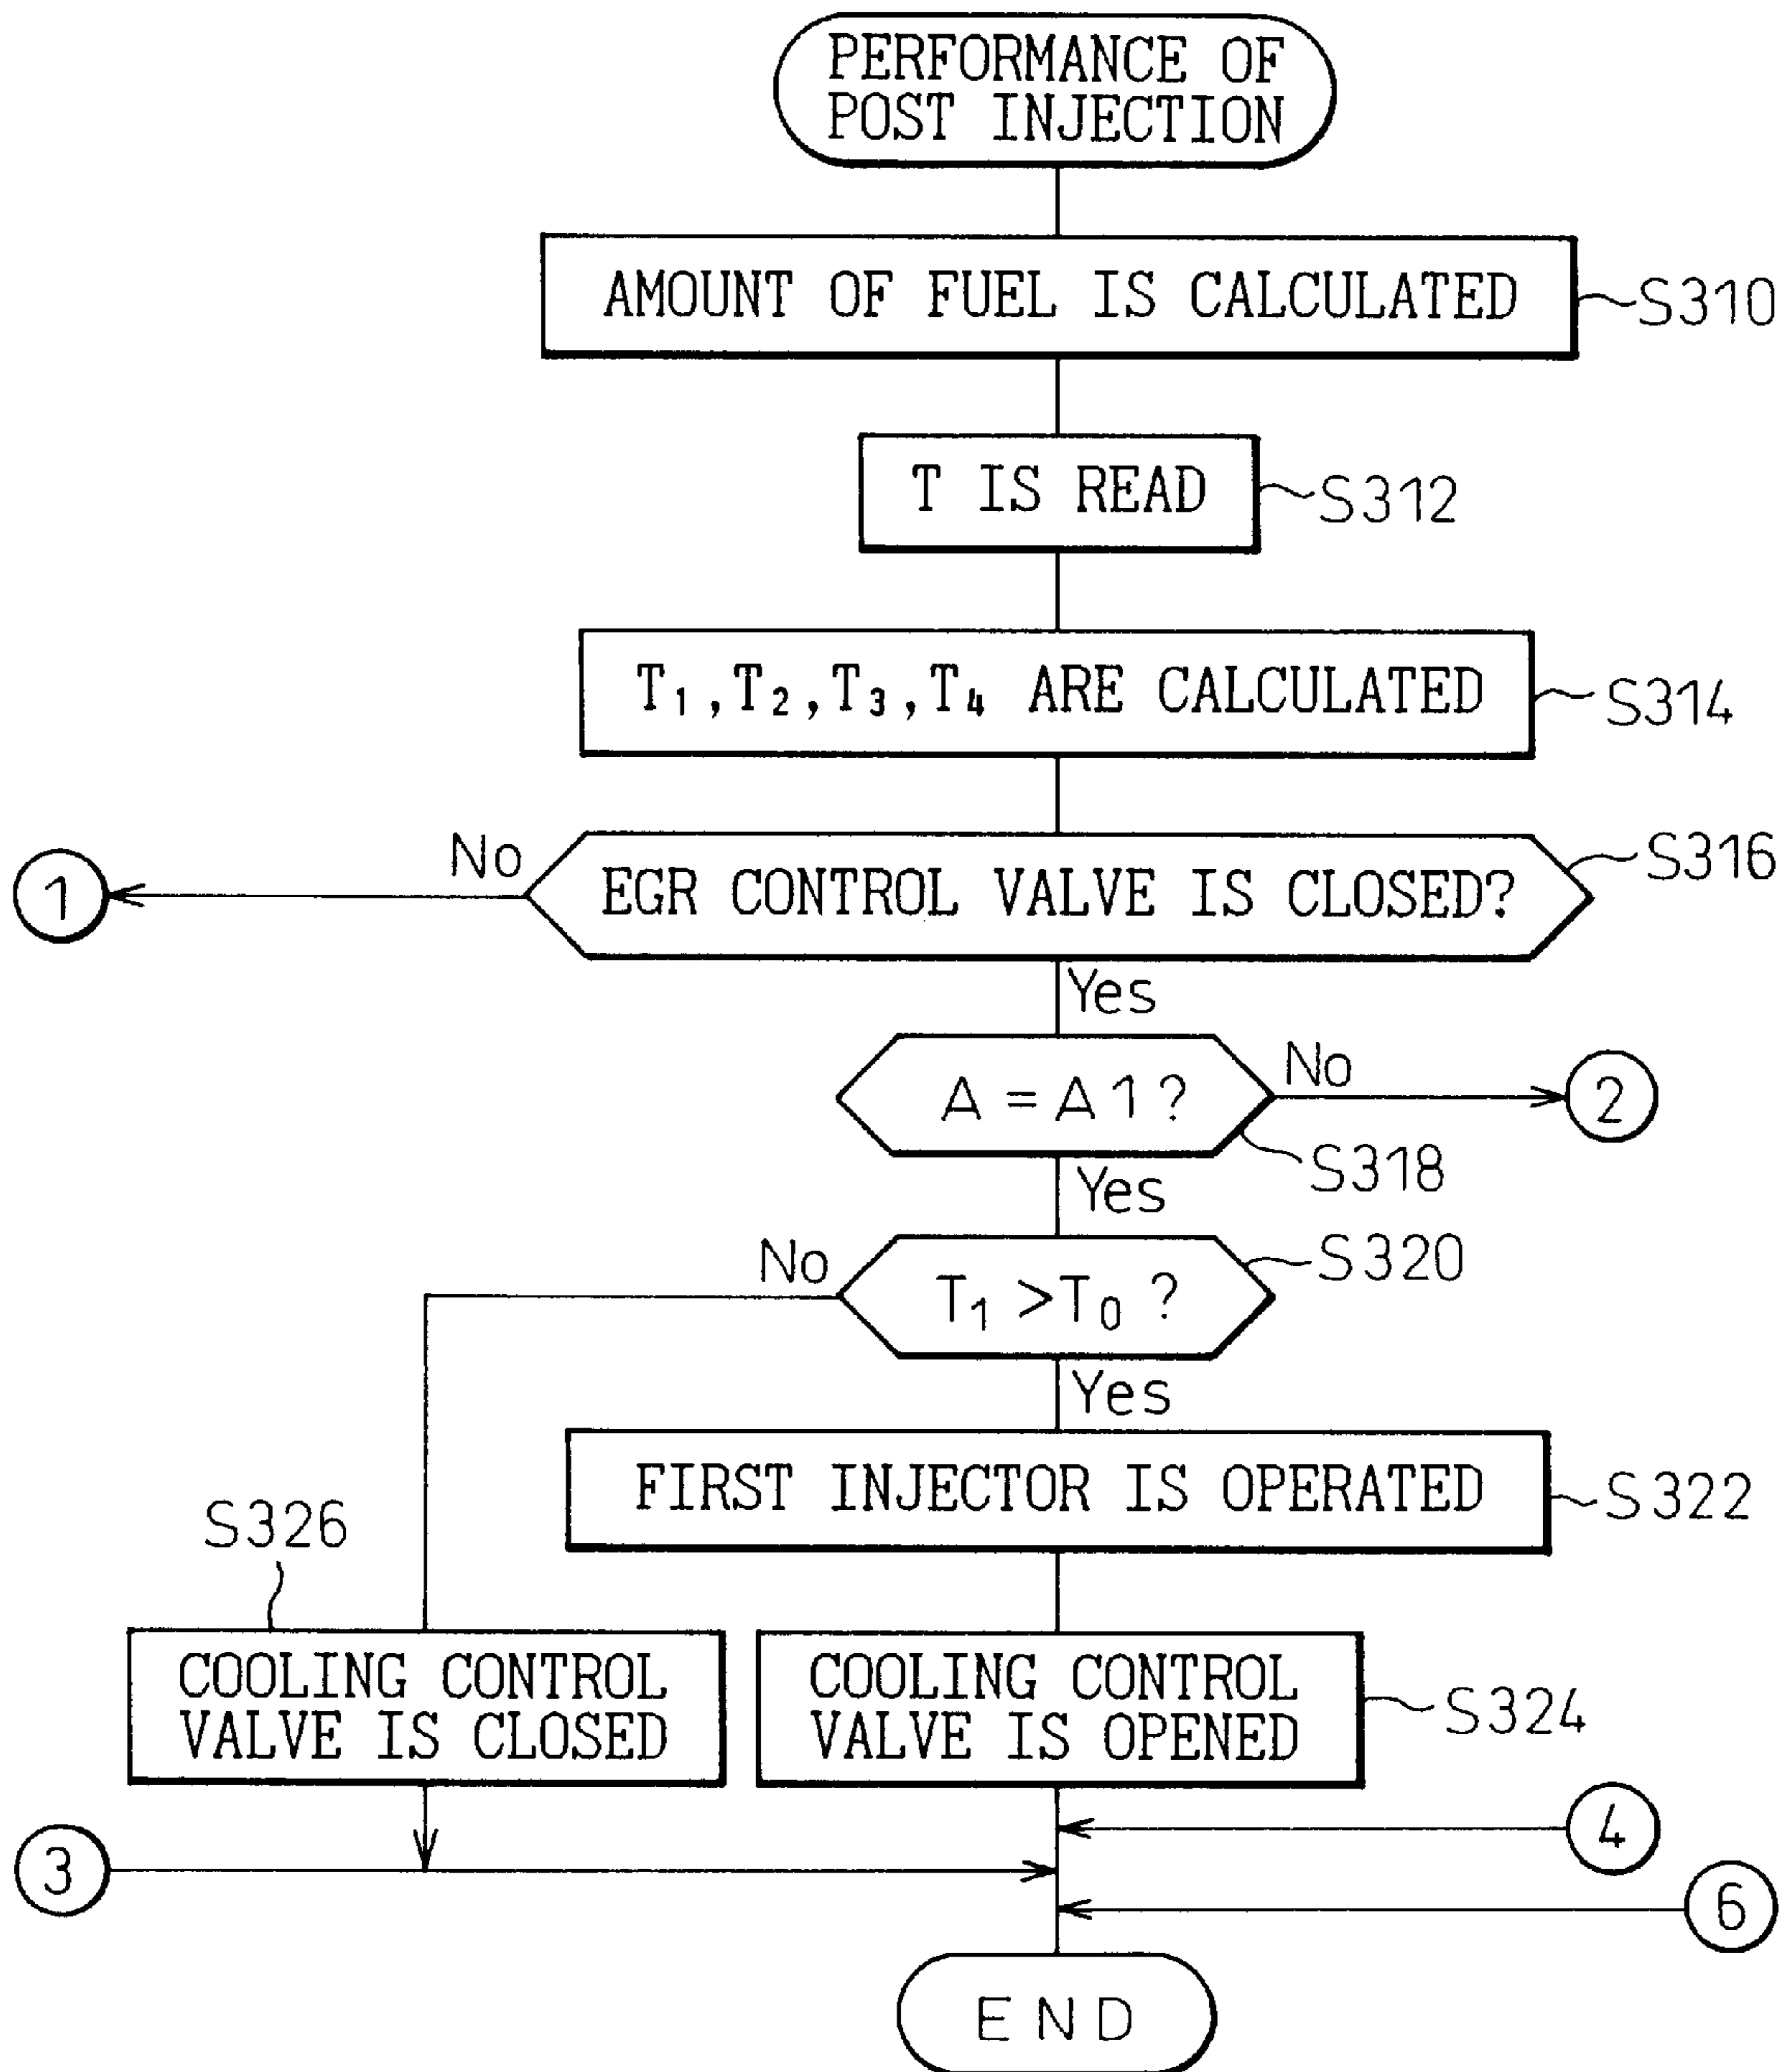 PERFORMANCE OF
POST INJECTION
AMOUNT OF FUEL IS CALCULATED
S310
T IS READ
S312
T₁,T₂,T₃,T₄ ARE CALCULATED
S314
No
S316
1
EGR CONTROL VALVE IS CLOSED?
Yes
A=A1?
No
2
S318
Yes
No
S320
T₁>T₀?
Yes
FIRST INJECTOR IS OPERATED
S322
S326
COOLING CONTROL
VALVE IS CLOSED
COOLING CONTROL
VALVE IS OPENED
S324
4
3
6
END